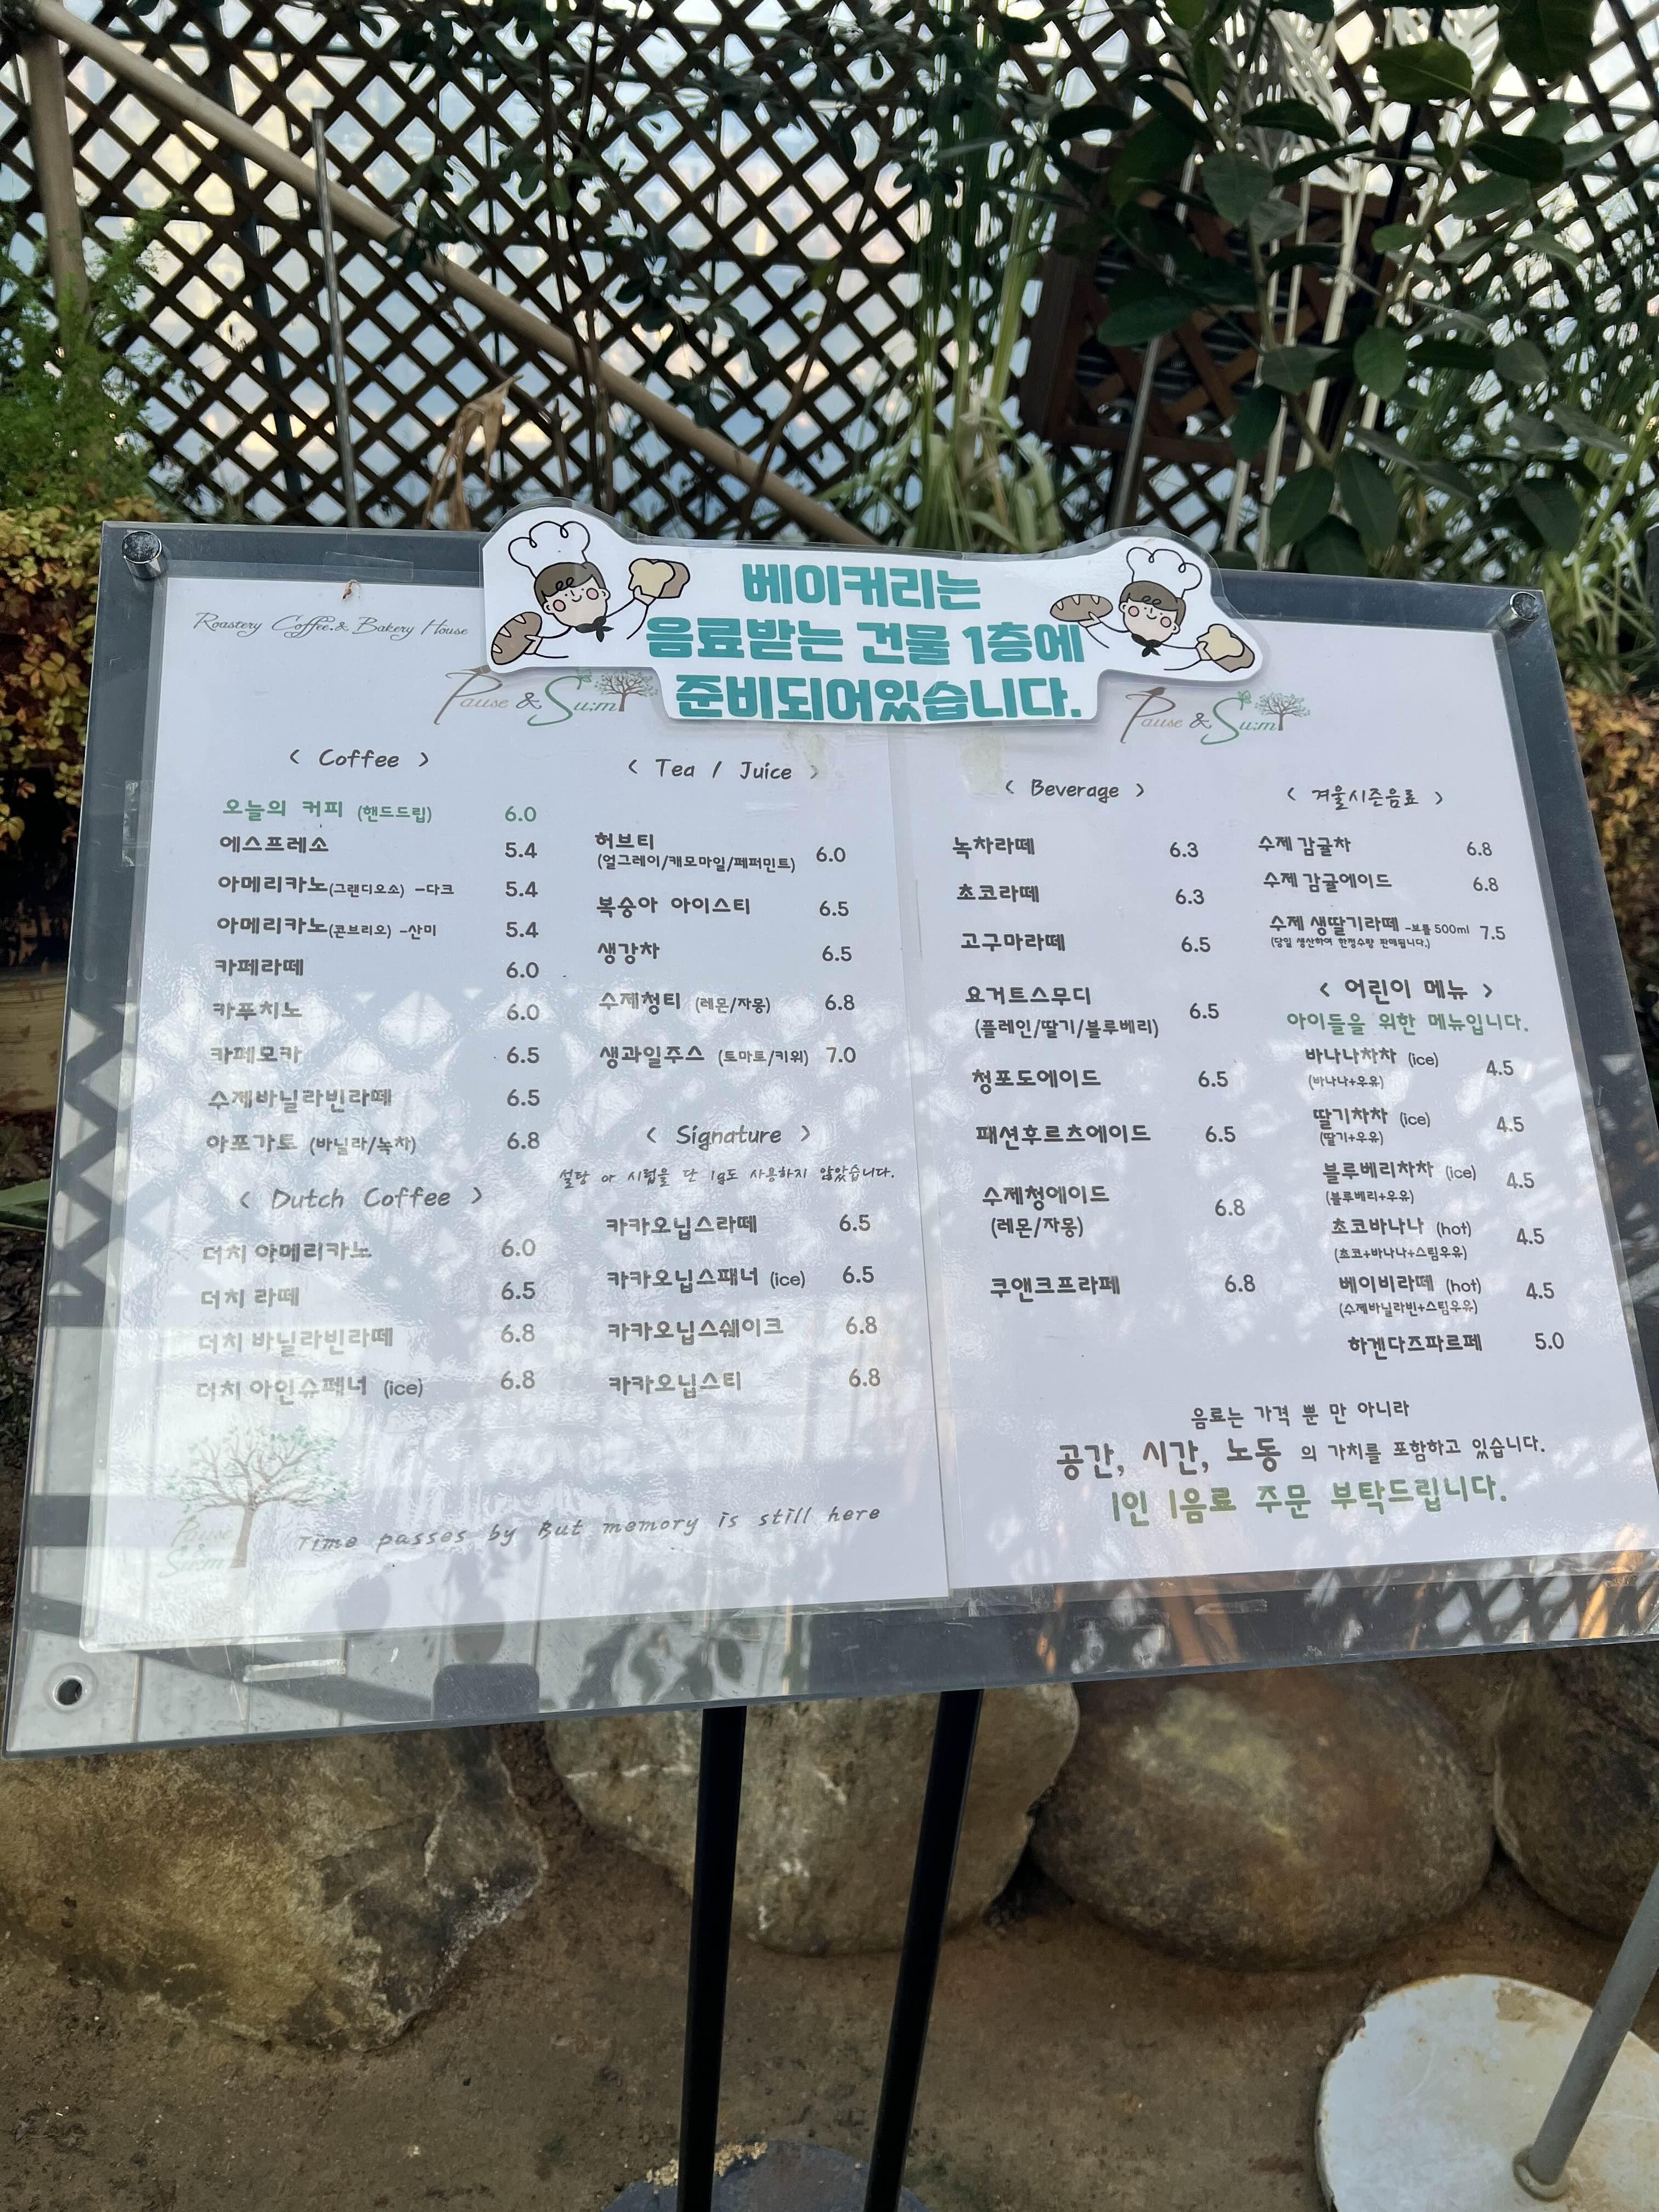 베이커리는
음료받는 건물 1층에
준비되어있습니다.
Roastery Coffee & Bakery House
Pause & Su:m
< Coffee >
오늘의 커피 (핸드드립) 6.0
에스프레소 5.4
아메리카노(그랜디오소) -다크 5.4
아메리카노(콘브리오) -산미 5.4
카페라떼 6.0
카푸치노 6.0
카페모카 6.5
수제바닐라빈라떼 6.5
아포가토 (바닐라/녹차) 6.8
< Dutch Coffee >
더치 아메리카노 6.0
더치 라떼 6.5
더치 바닐라빈라떼 6.8
더치 아인슈페너 (ice) 6.8
< Tea / Juice >
허브티 6.0
(얼그레이/캐모마일/페퍼민트)
복숭아 아이스티 6.5
생강차 6.5
수제청티 (레몬/자몽) 6.8
생과일주스 (토마토/키위) 7.0
< Signature >
설탕 or 시럽을 단 1g도 사용하지 않았습니다.
카카오닙스라떼 6.5
카카오닙스패너 (ice) 6.5
카카오닙스쉐이크 6.8
카카오닙스티 6.8
Pause & Su:m
Time passes by But memory is still here
Pause & Su:m
< Beverage >
녹차라떼 6.3
초코라떼 6.3
고구마라떼 6.5
요거트스무디 6.5
(플레인/딸기/블루베리)
청포도에이드 6.5
패션후르츠에이드 6.5
수제청에이드 6.8
(레몬/자몽)
쿠앤크프라페 6.8
< 겨울시즌음료 >
수제 감귤차 6.8
수제 감귤에이드 6.8
수제 생딸기라떼 -보틀 500ml 7.5
(당일 생산하여 한정수량 판매됩니다.)
< 어린이 메뉴 >
아이들을 위한 메뉴입니다.
바나나차차 (ice) 4.5
(바나나+우유)
딸기차차 (ice) 4.5
(딸기+우유)
블루베리차차 (ice) 4.5
(블루베리+우유)
초코바나나 (hot) 4.5
(초코+바나나+스팀우유)
베이비라떼 (hot) 4.5
(수제바닐라빈+스팀우유)
하겐다즈파르페 5.0
음료는 가격 뿐 만 아니라
공간, 시간, 노동 의 가치를 포함하고 있습니다.
1인 1음료 주문 부탁드립니다.